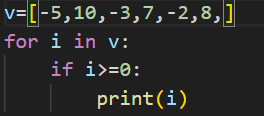 v=[-5,10,-3,7,-2,8,]
for i in v:
    if i>=0:
        print(i)